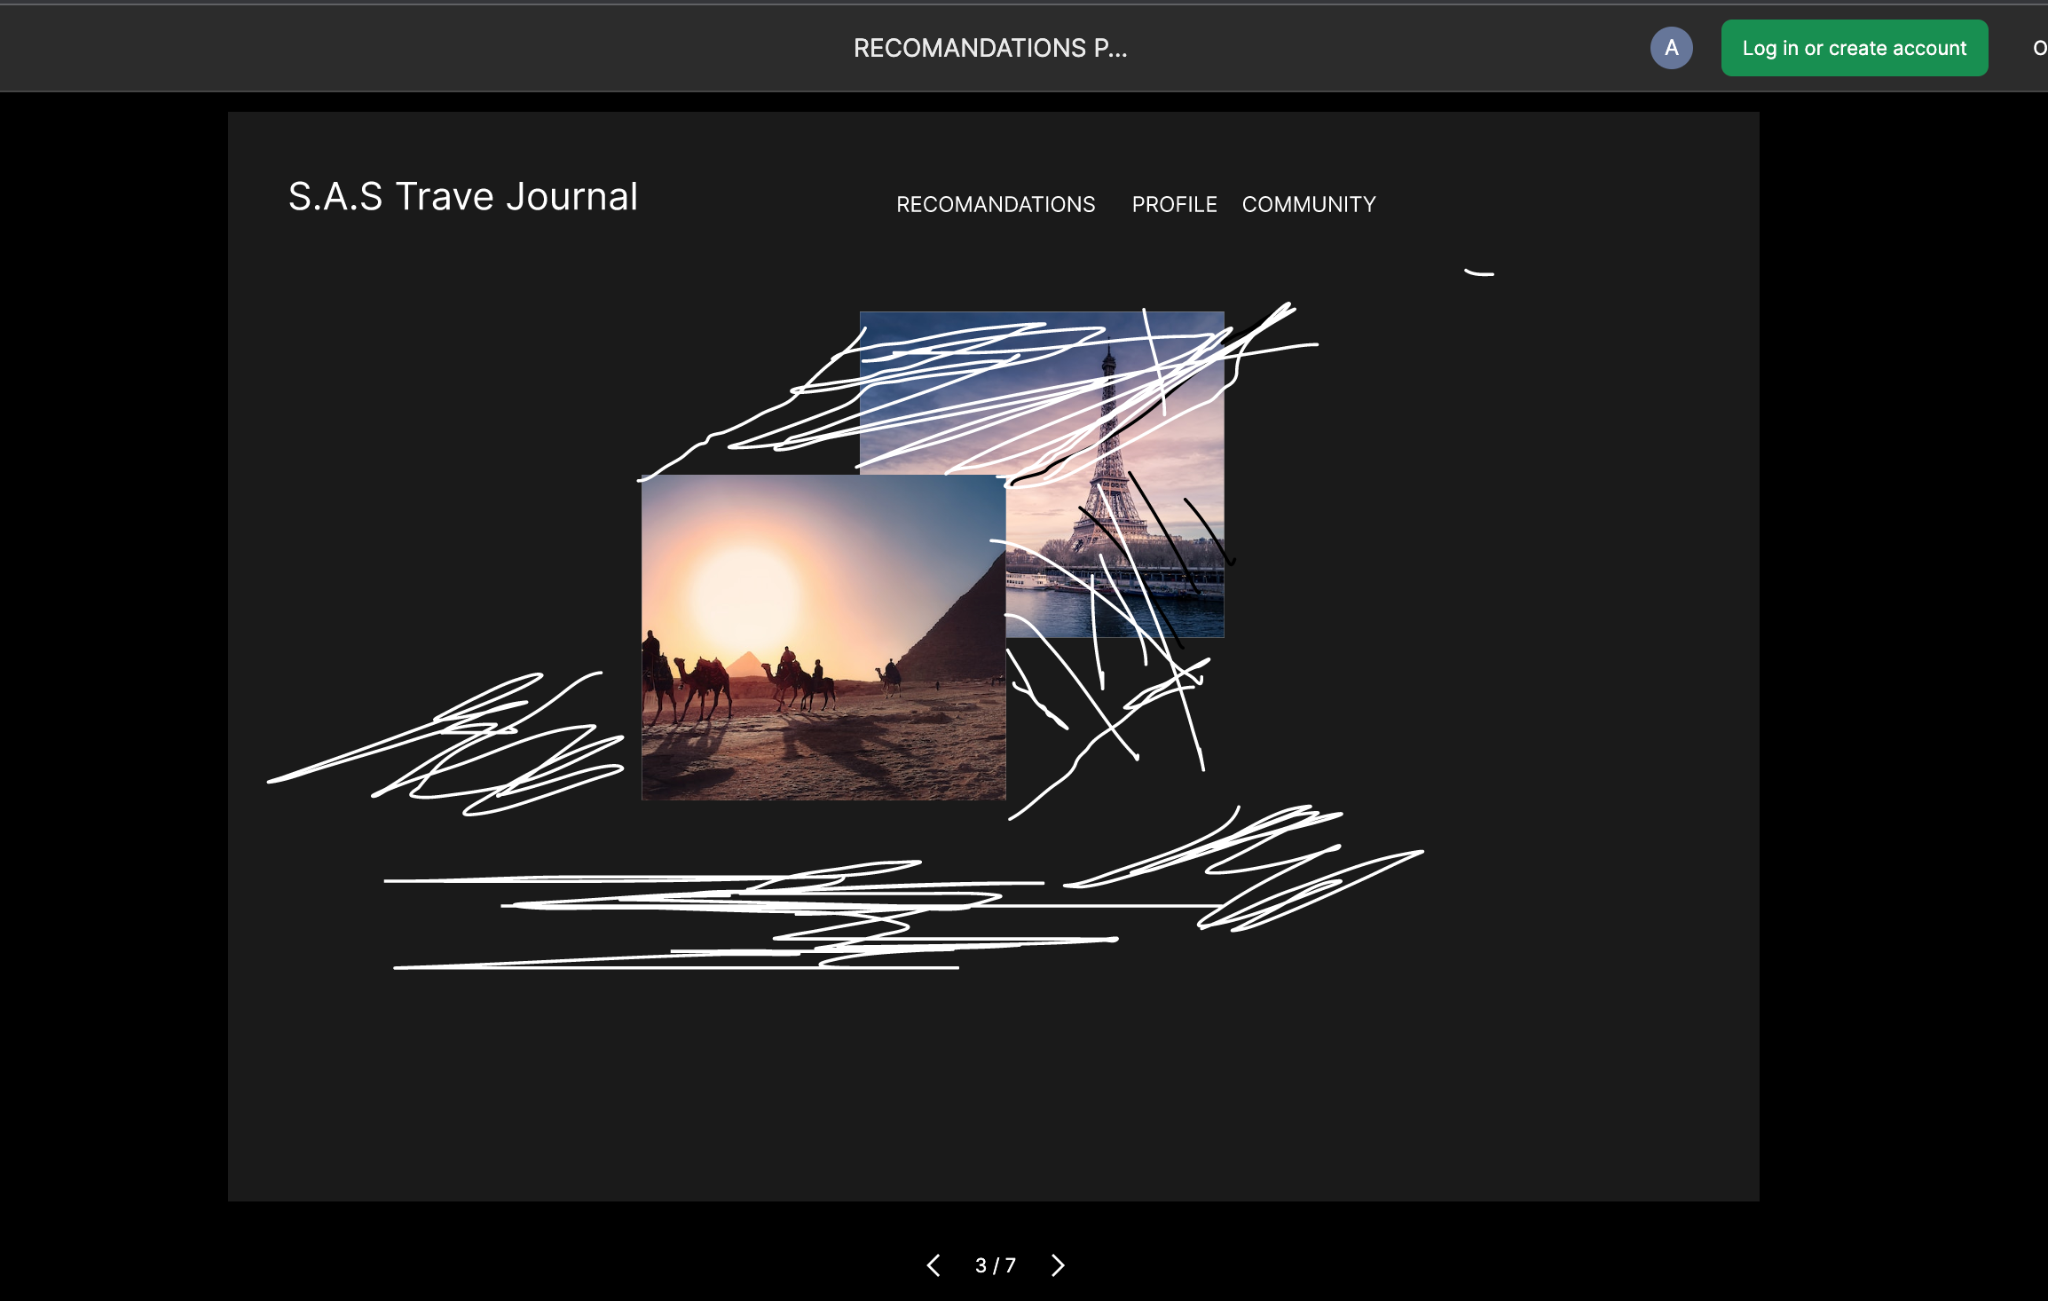 RECOMANDATIONS P...
A
Log in or create account
S.A.S Trave Journal
RECOMANDATIONS PROFILE COMMUNITY
3 / 7